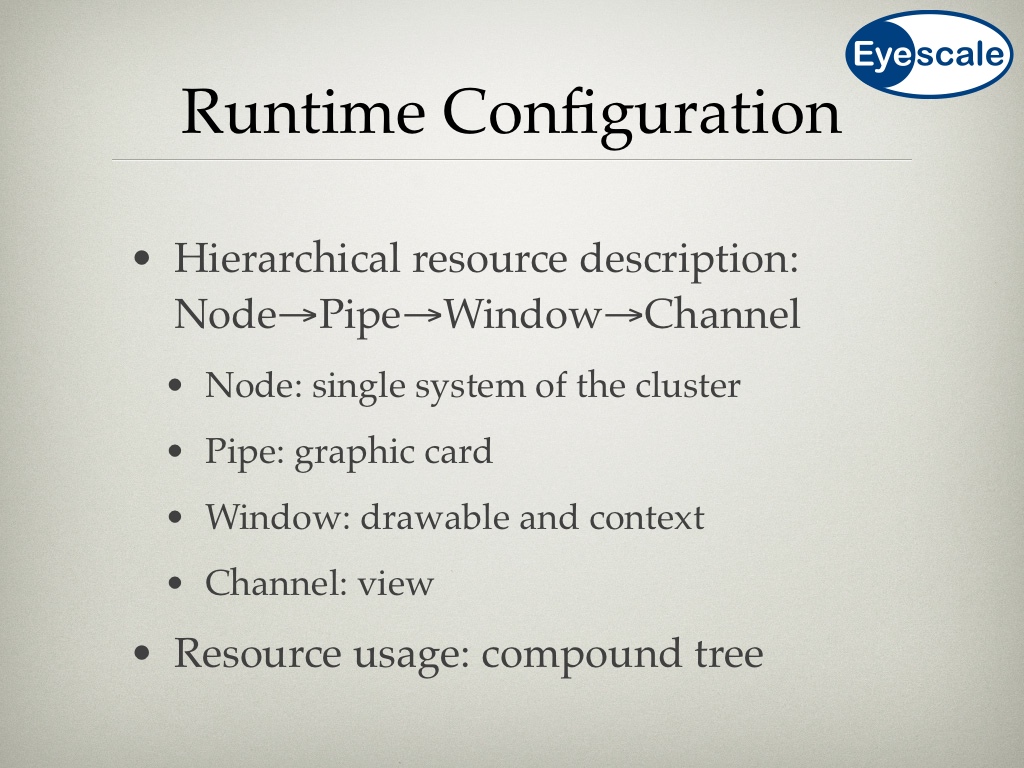 Eyescale
Runtime Configuration
• Hierarchical resource description:
Node→Pipe→Window→Channel
• Node: single system of the cluster
• Pipe: graphic card
• Window: drawable and context
• Channel: view
• Resource usage: compound tree